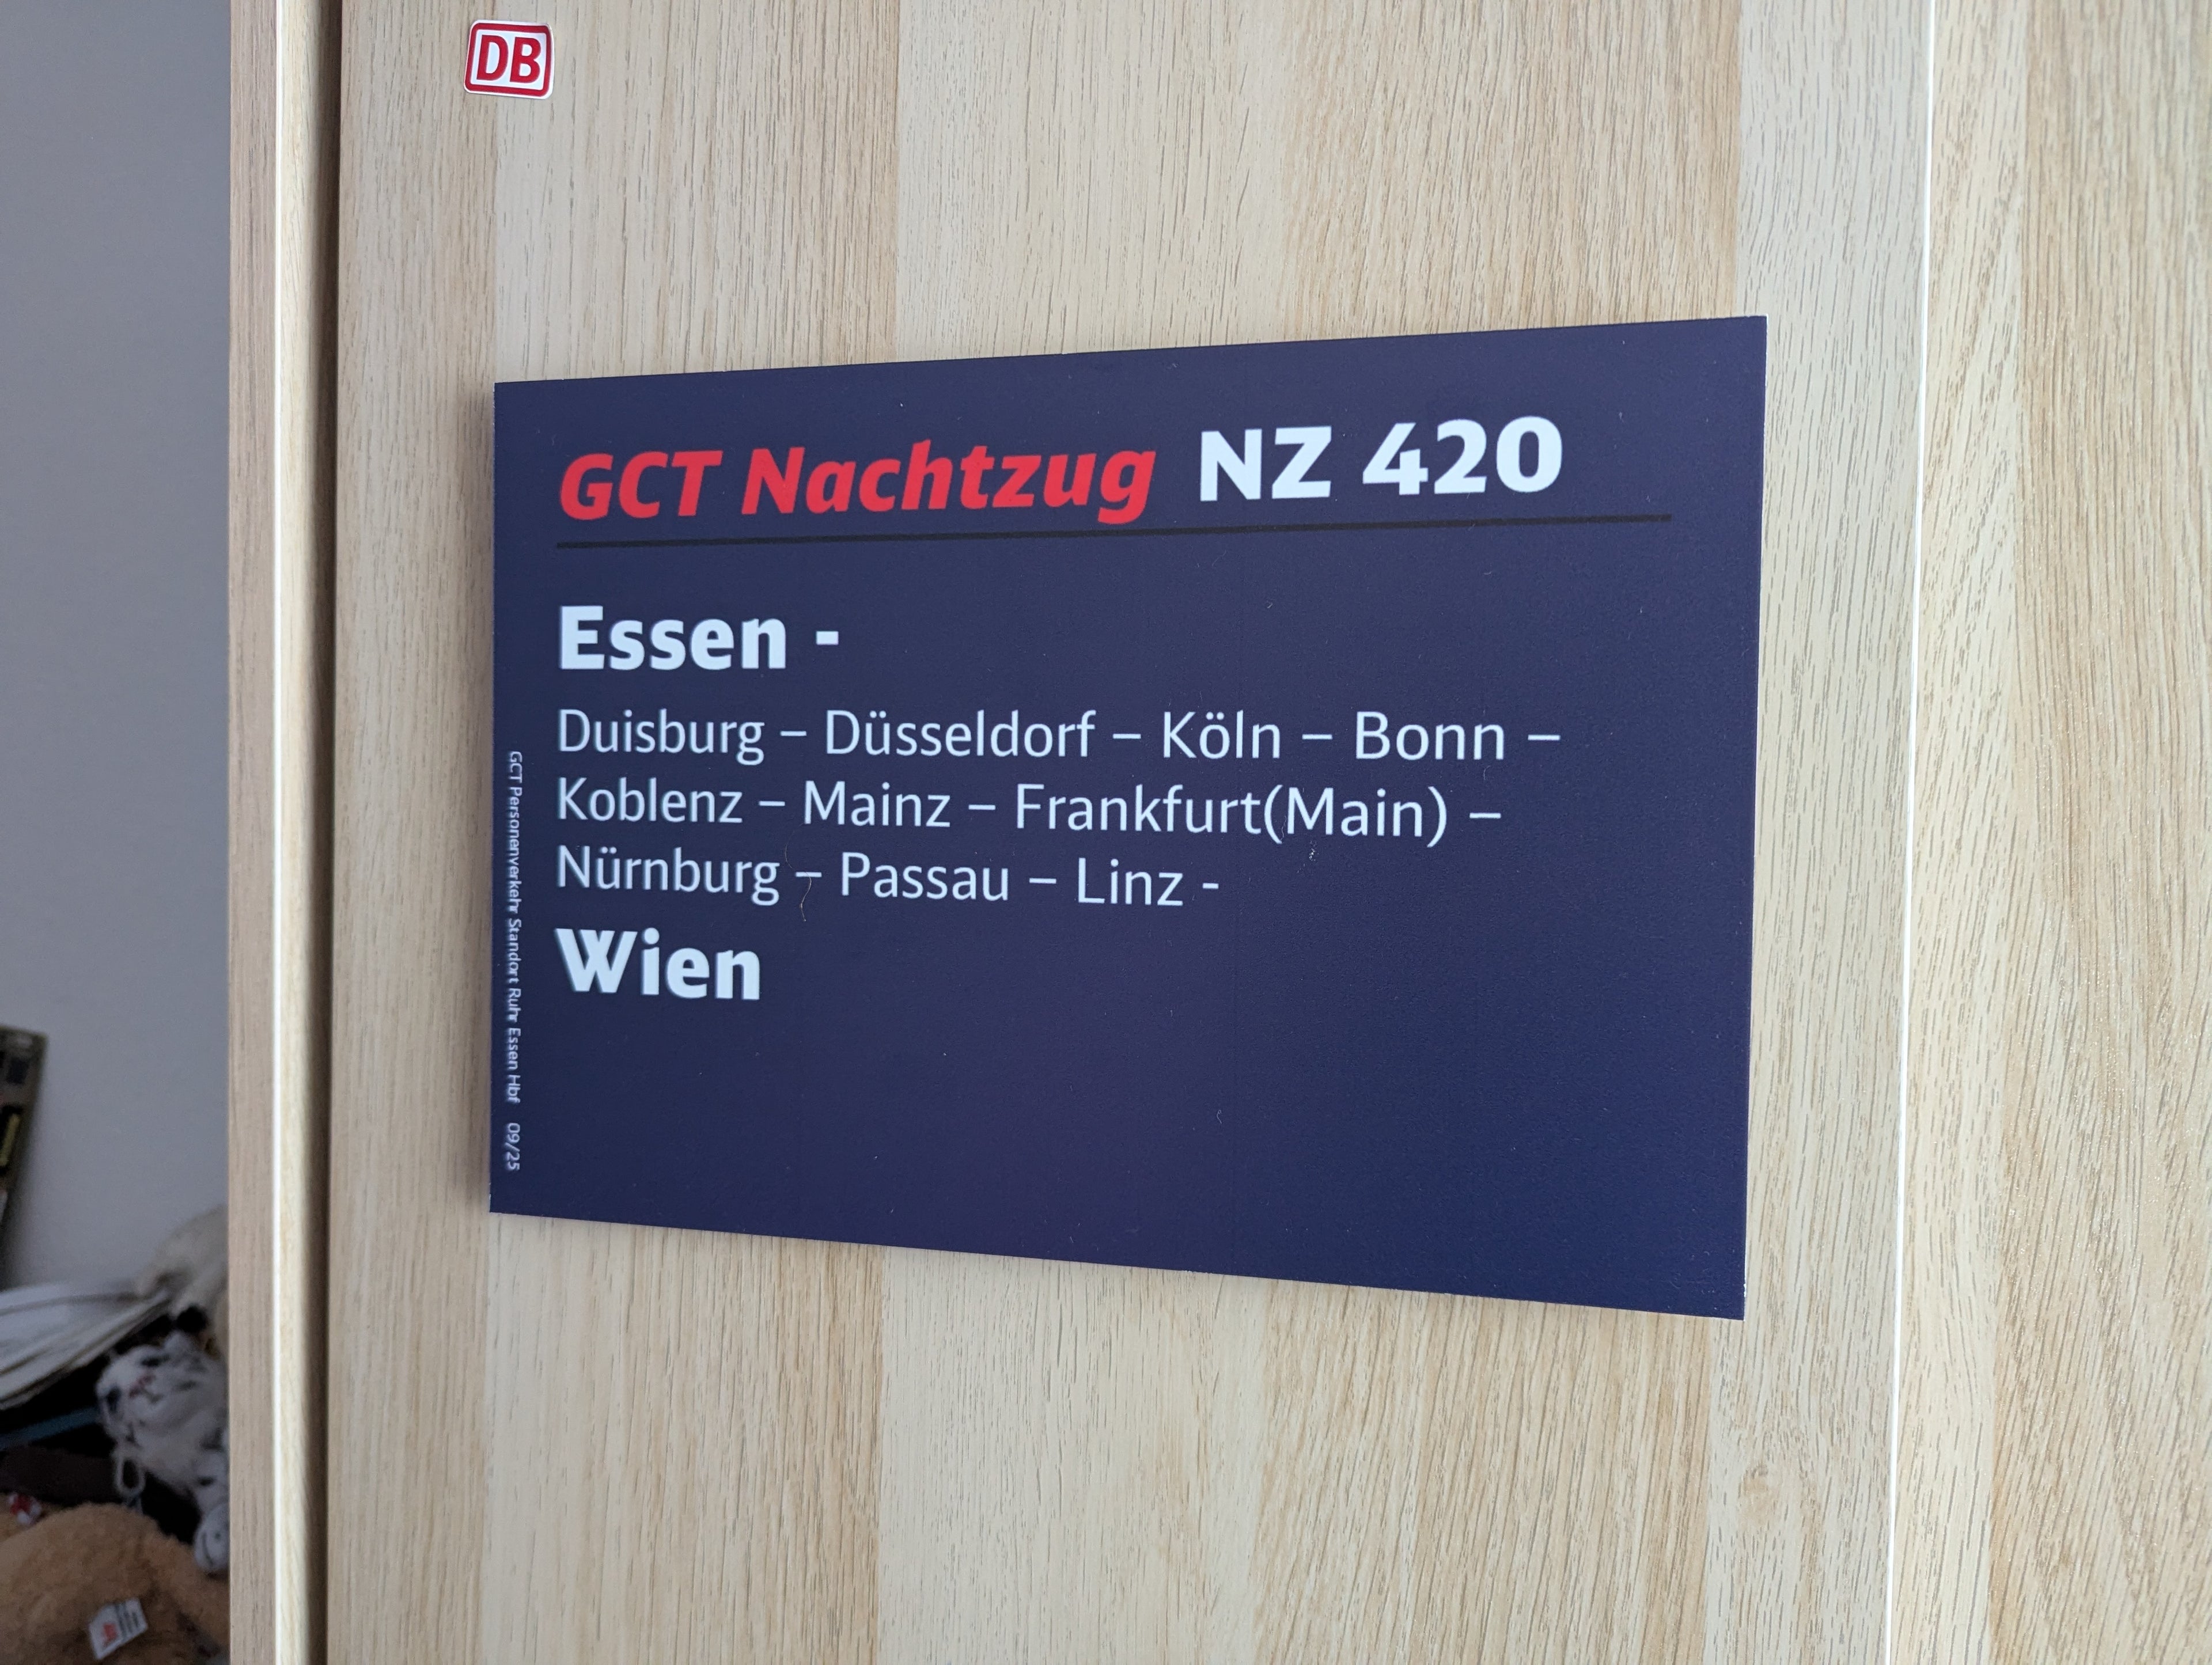 DB
GCT Nachtzug NZ 420
Essen -
Duisburg – Düsseldorf – Köln – Bonn –
Koblenz – Mainz – Frankfurt(Main) –
Nürnburg – Passau – Linz -
Wien
GCT Personenverkehr Standort Ruhr Essen Hbf 09/25